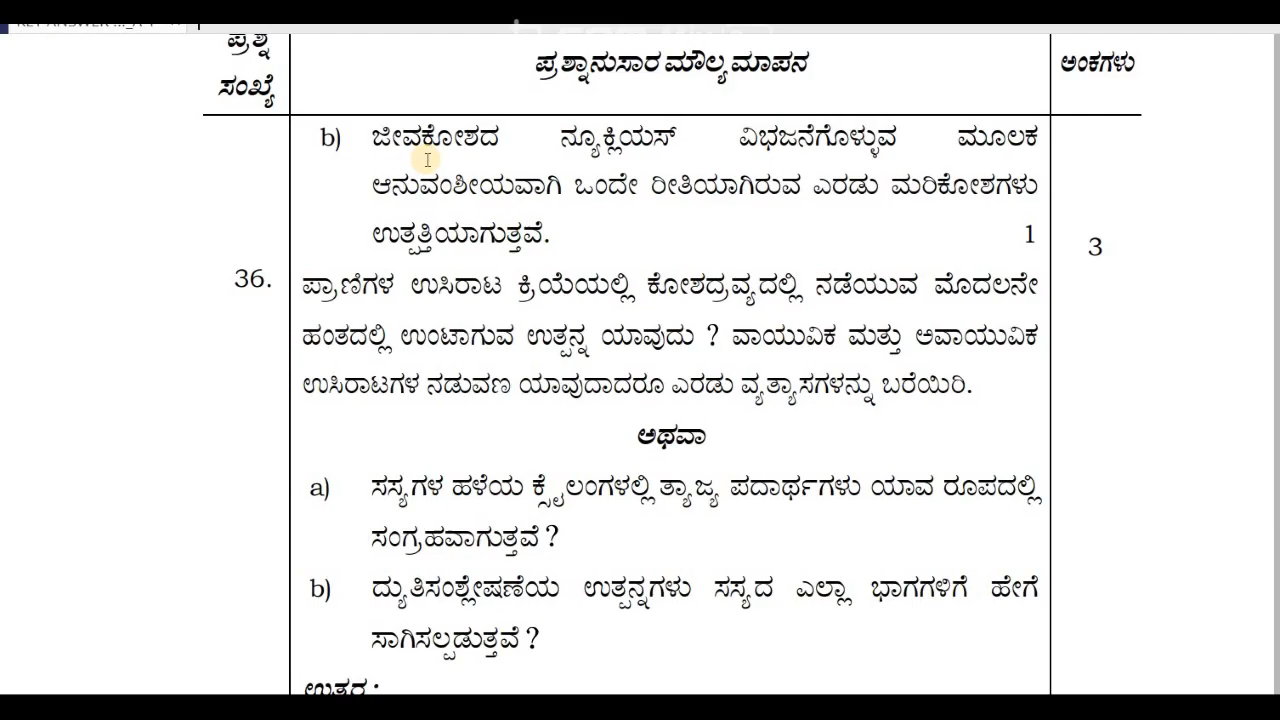 ಪ್ರಶ್ನೆ
ಸಂಖ್ಯೆ
ಪ್ರಶ್ನಾನುಸಾರ ಮೌಲ್ಯ ಮಾಪನ
ಅಂಕಗಳು
b) ಜೀವಕೋಶದ ನ್ಯೂಕ್ಲಿಯಸ್ ವಿಭಜನೆಗೊಳ್ಳುವ ಮೂಲಕ
ಆನುವಂಶೀಯವಾಗಿ ಒಂದೇ ರೀತಿಯಾಗಿರುವ ಎರಡು ಮರಿಕೋಶಗಳು
ಉತ್ಪತ್ತಿಯಾಗುತ್ತವೆ. 1
3
36. ಪ್ರಾಣಿಗಳ ಉಸಿರಾಟ ಕ್ರಿಯೆಯಲ್ಲಿ ಕೋಶದ್ರವ್ಯದಲ್ಲಿ ನಡೆಯುವ ಮೊದಲನೇ
ಹಂತದಲ್ಲಿ ಉಂಟಾಗುವ ಉತ್ಪನ್ನ ಯಾವುದು ? ವಾಯುವಿಕ ಮತ್ತು ಅವಾಯುವಿಕ
ಉಸಿರಾಟಗಳ ನಡುವಣ ಯಾವುದಾದರೂ ಎರಡು ವ್ಯತ್ಯಾಸಗಳನ್ನು ಬರೆಯಿರಿ.
ಅಥವಾ
a) ಸಸ್ಯಗಳ ಹಳೆಯ ಕ್ಸೈಲಂಗಳಲ್ಲಿ ತ್ಯಾಜ್ಯ ಪದಾರ್ಥಗಳು ಯಾವ ರೂಪದಲ್ಲಿ
ಸಂಗ್ರಹವಾಗುತ್ತವೆ ?
b) ದ್ಯುತಿಸಂಶ್ಲೇಷಣೆಯ ಉತ್ಪನ್ನಗಳು ಸಸ್ಯದ ಎಲ್ಲಾ ಭಾಗಗಳಿಗೆ ಹೇಗೆ
ಸಾಗಿಸಲ್ಪಡುತ್ತವೆ ?
ಉತ್ತರ :